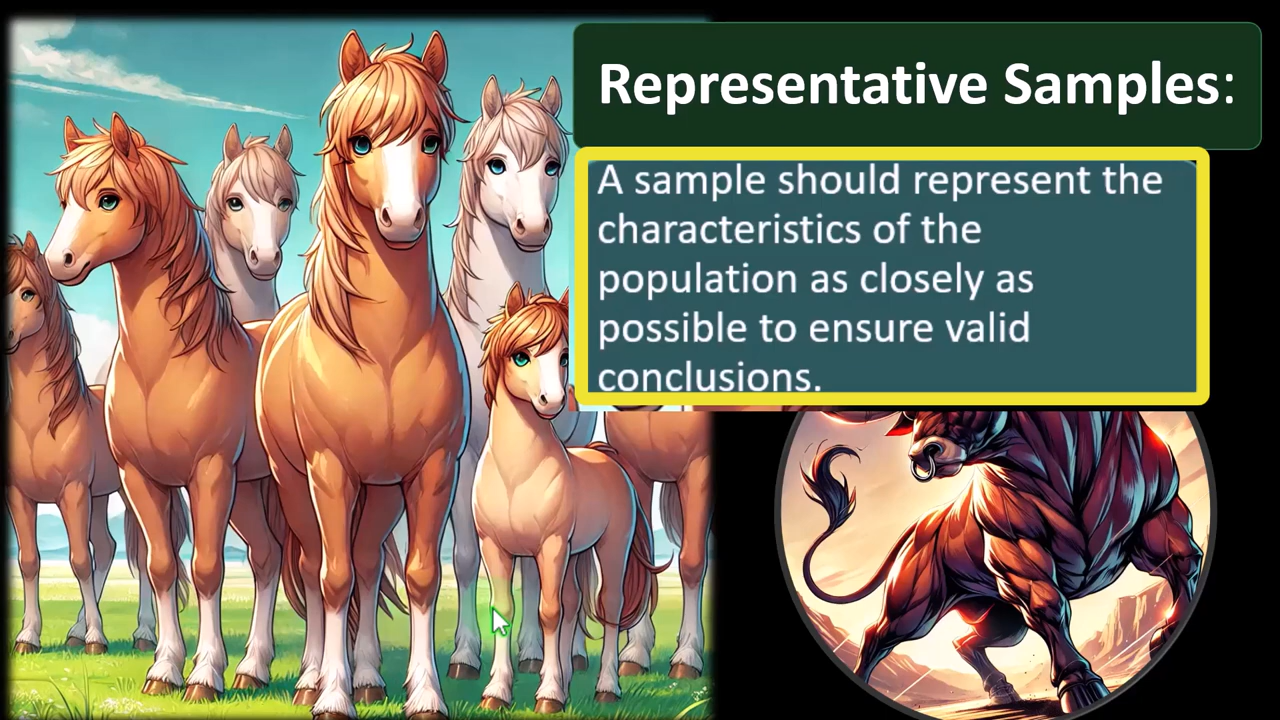 Representative Samples:
A sample should represent the
characteristics of the
population as closely as
possible to ensure valid
conclusions.